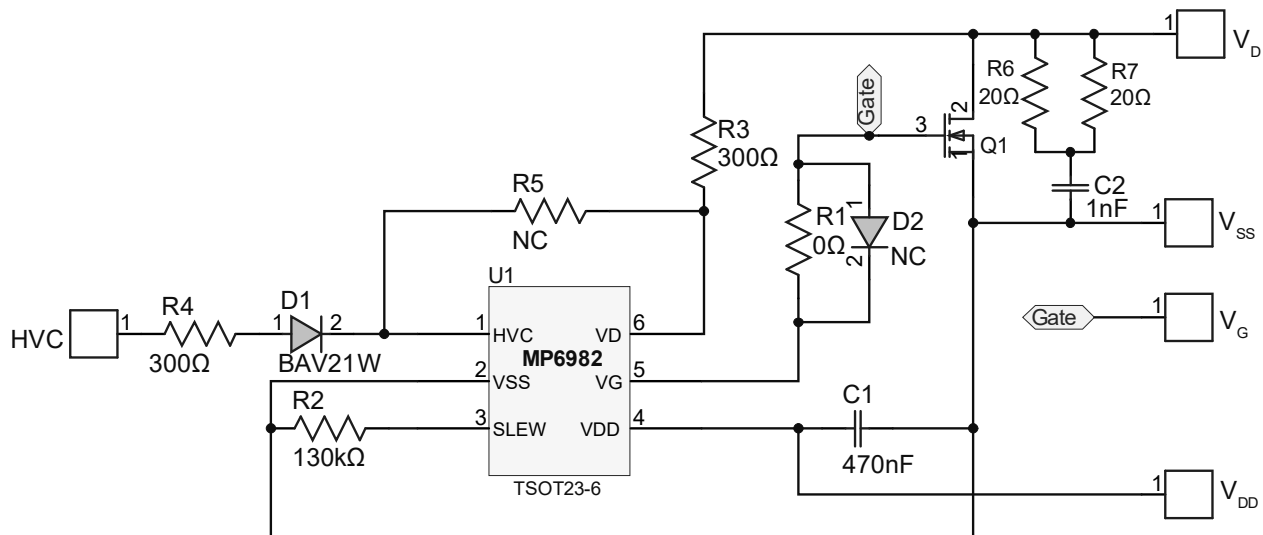 1
V_D
R6
20Ω
R7
20Ω
Gate
2
3
1
Q1
R3
300Ω
C2
1nF
1
V_SS
R5
NC
R1
0Ω
1
D2
2
NC
U1
HVC
1
R4
300Ω
D1
1
2
BAV21W
1
HVC
VD
6
MP6982
Gate
1
V_G
2
VSS
VG
5
R2
130kΩ
3
SLEW
VDD
4
C1
470nF
TSOT23-6
1
V_DD